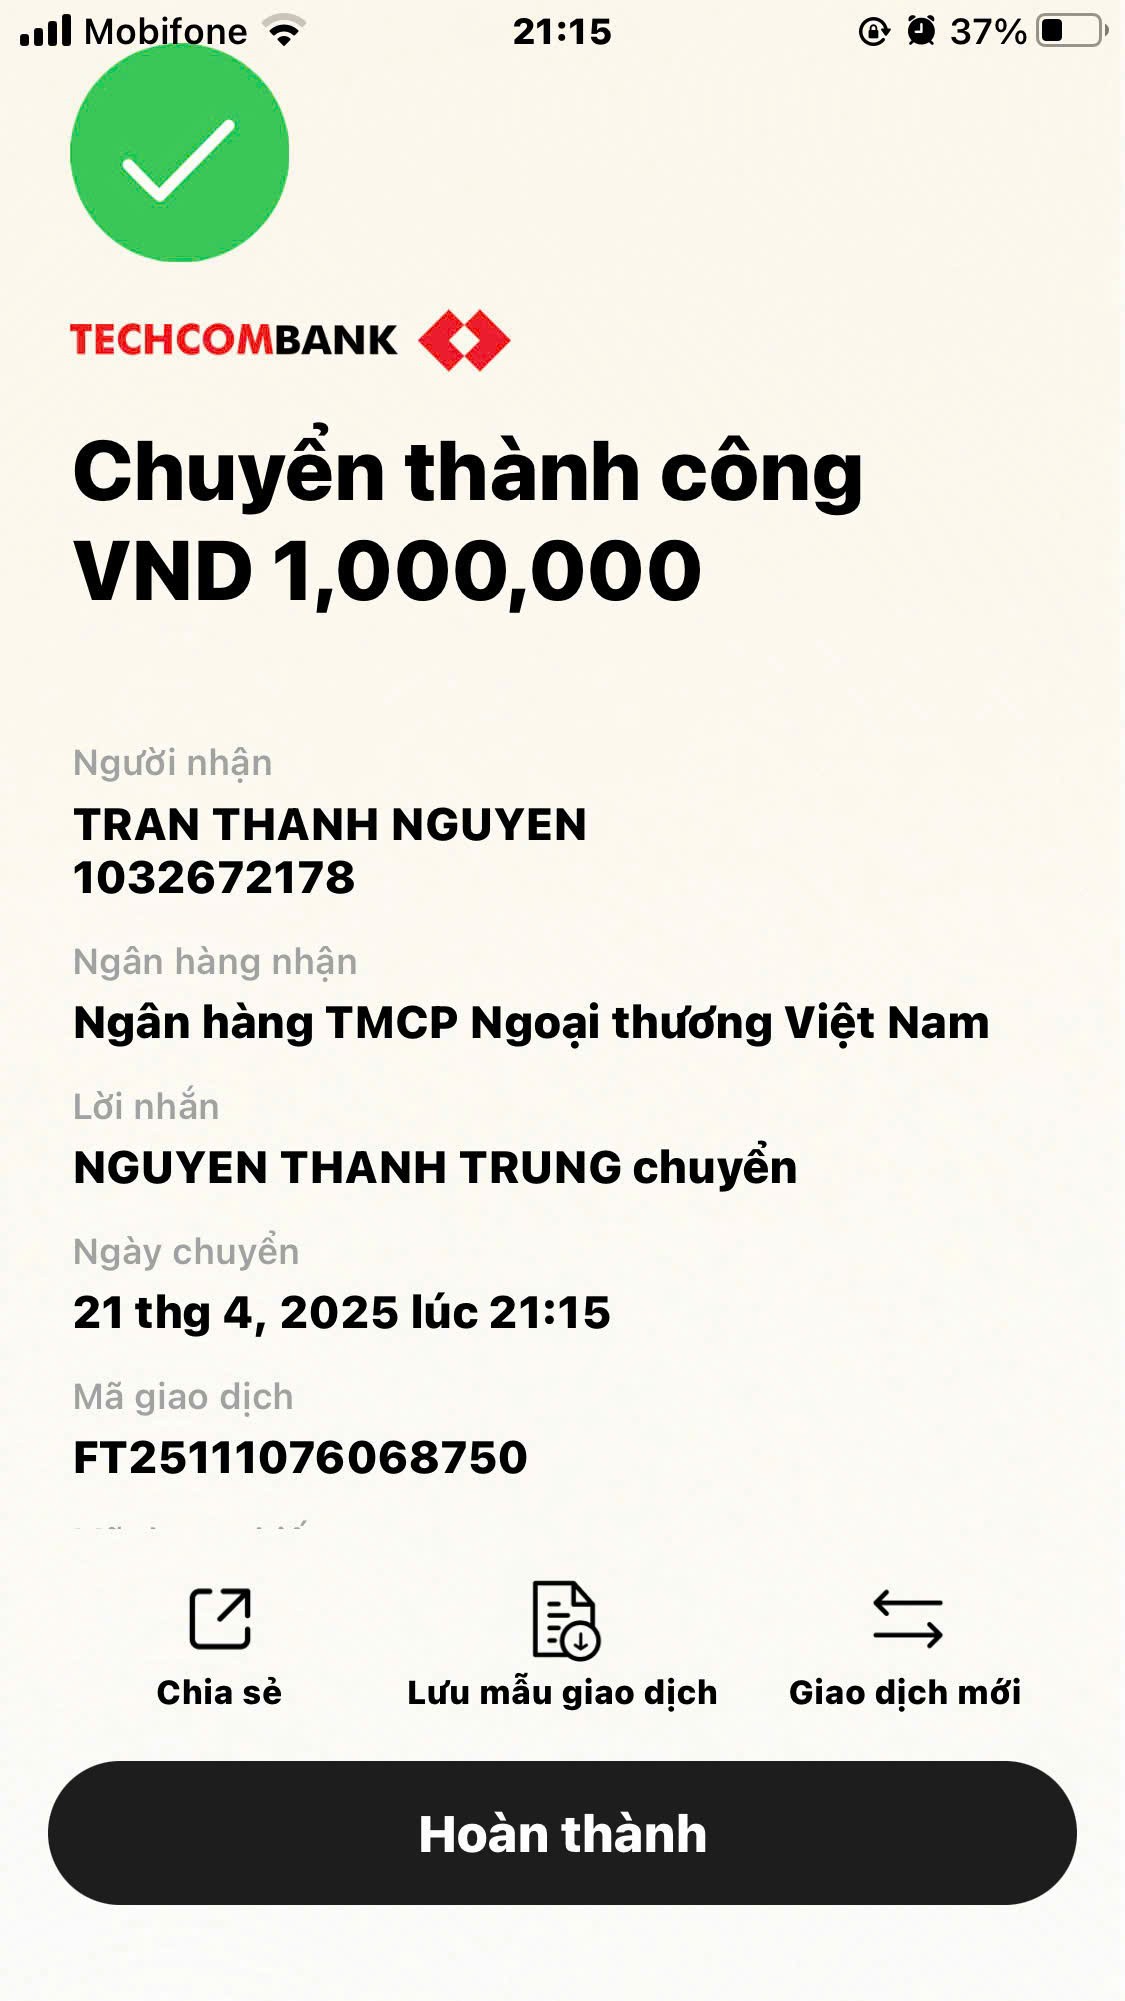 Mobifone 21:15 37%
TECHCOMBANK
Chuyển thành công
VND 1,000,000
Người nhận
TRAN THANH NGUYEN
1032672178
Ngân hàng nhận
Ngân hàng TMCP Ngoại thương Việt Nam
Lời nhắn
NGUYEN THANH TRUNG chuyển
Ngày chuyển
21 thg 4, 2025 lúc 21:15
Mã giao dịch
FT25111076068750
Chia sẻ Lưu mẫu giao dịch Giao dịch mới
Hoàn thành